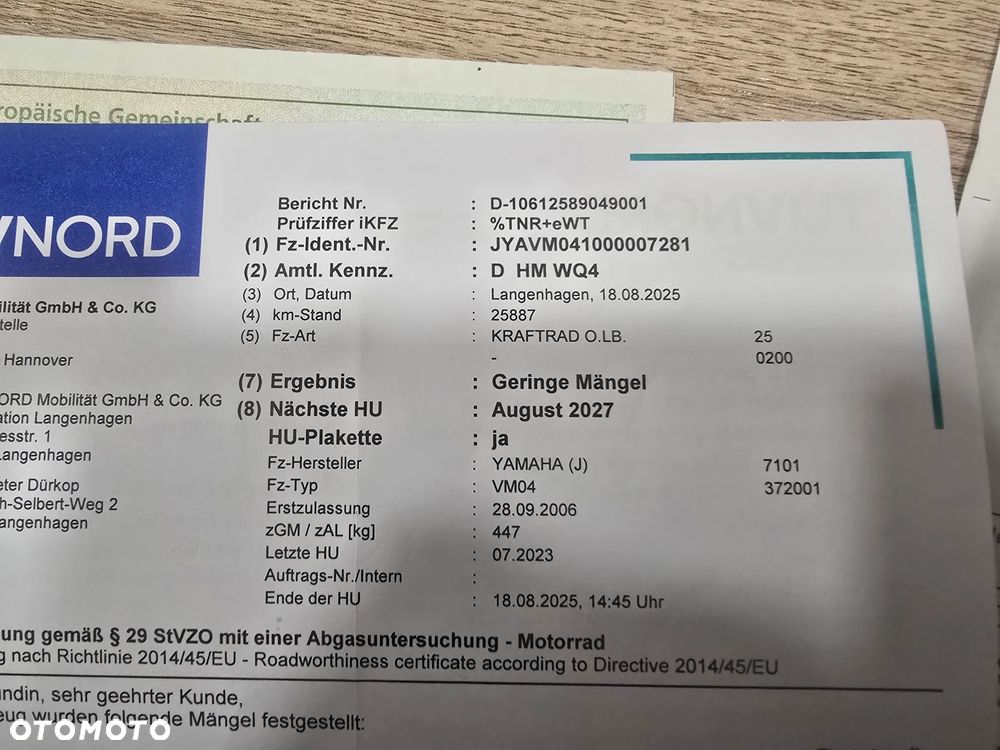 ropäische Gemeinschaft
VNORD
Bericht Nr. : D-10612589049001
Prüfziffer iKFZ : %TNR+eWT
(1) Fz-Ident.-Nr. : JYAVM041000007281
(2) Amtl. Kennz. : D HM WQ4
(3) Ort, Datum : Langenhagen, 18.08.2025
(4) km-Stand : 25887
(5) Fz-Art : KRAFTRAD O.LB. 25
- 0200
(7) Ergebnis : Geringe Mängel
(8) Nächste HU : August 2027
HU-Plakette : ja
Fz-Hersteller : YAMAHA (J) 7101
Fz-Typ : VM04 372001
Erstzulassung : 28.09.2006
zGM / zAL [kg] : 447
Letzte HU : 07.2023
Auftrags-Nr./Intern :
Ende der HU : 18.08.2025, 14:45 Uhr
ilität GmbH & Co. KG
telle
Hannover
ORD Mobilität GmbH & Co. KG
ation Langenhagen
esstr. 1
Langenhagen
eter Dürkop
h-Selbert-Weg 2
angenhagen
ung gemäß § 29 StVZO mit einer Abgasuntersuchung - Motorrad
g nach Richtlinie 2014/45/EU - Roadworthiness certificate according to Directive 2014/45/EU
undin, sehr geehrter Kunde,
eug wurden folgende Mängel festgestellt:
OTOMOTO